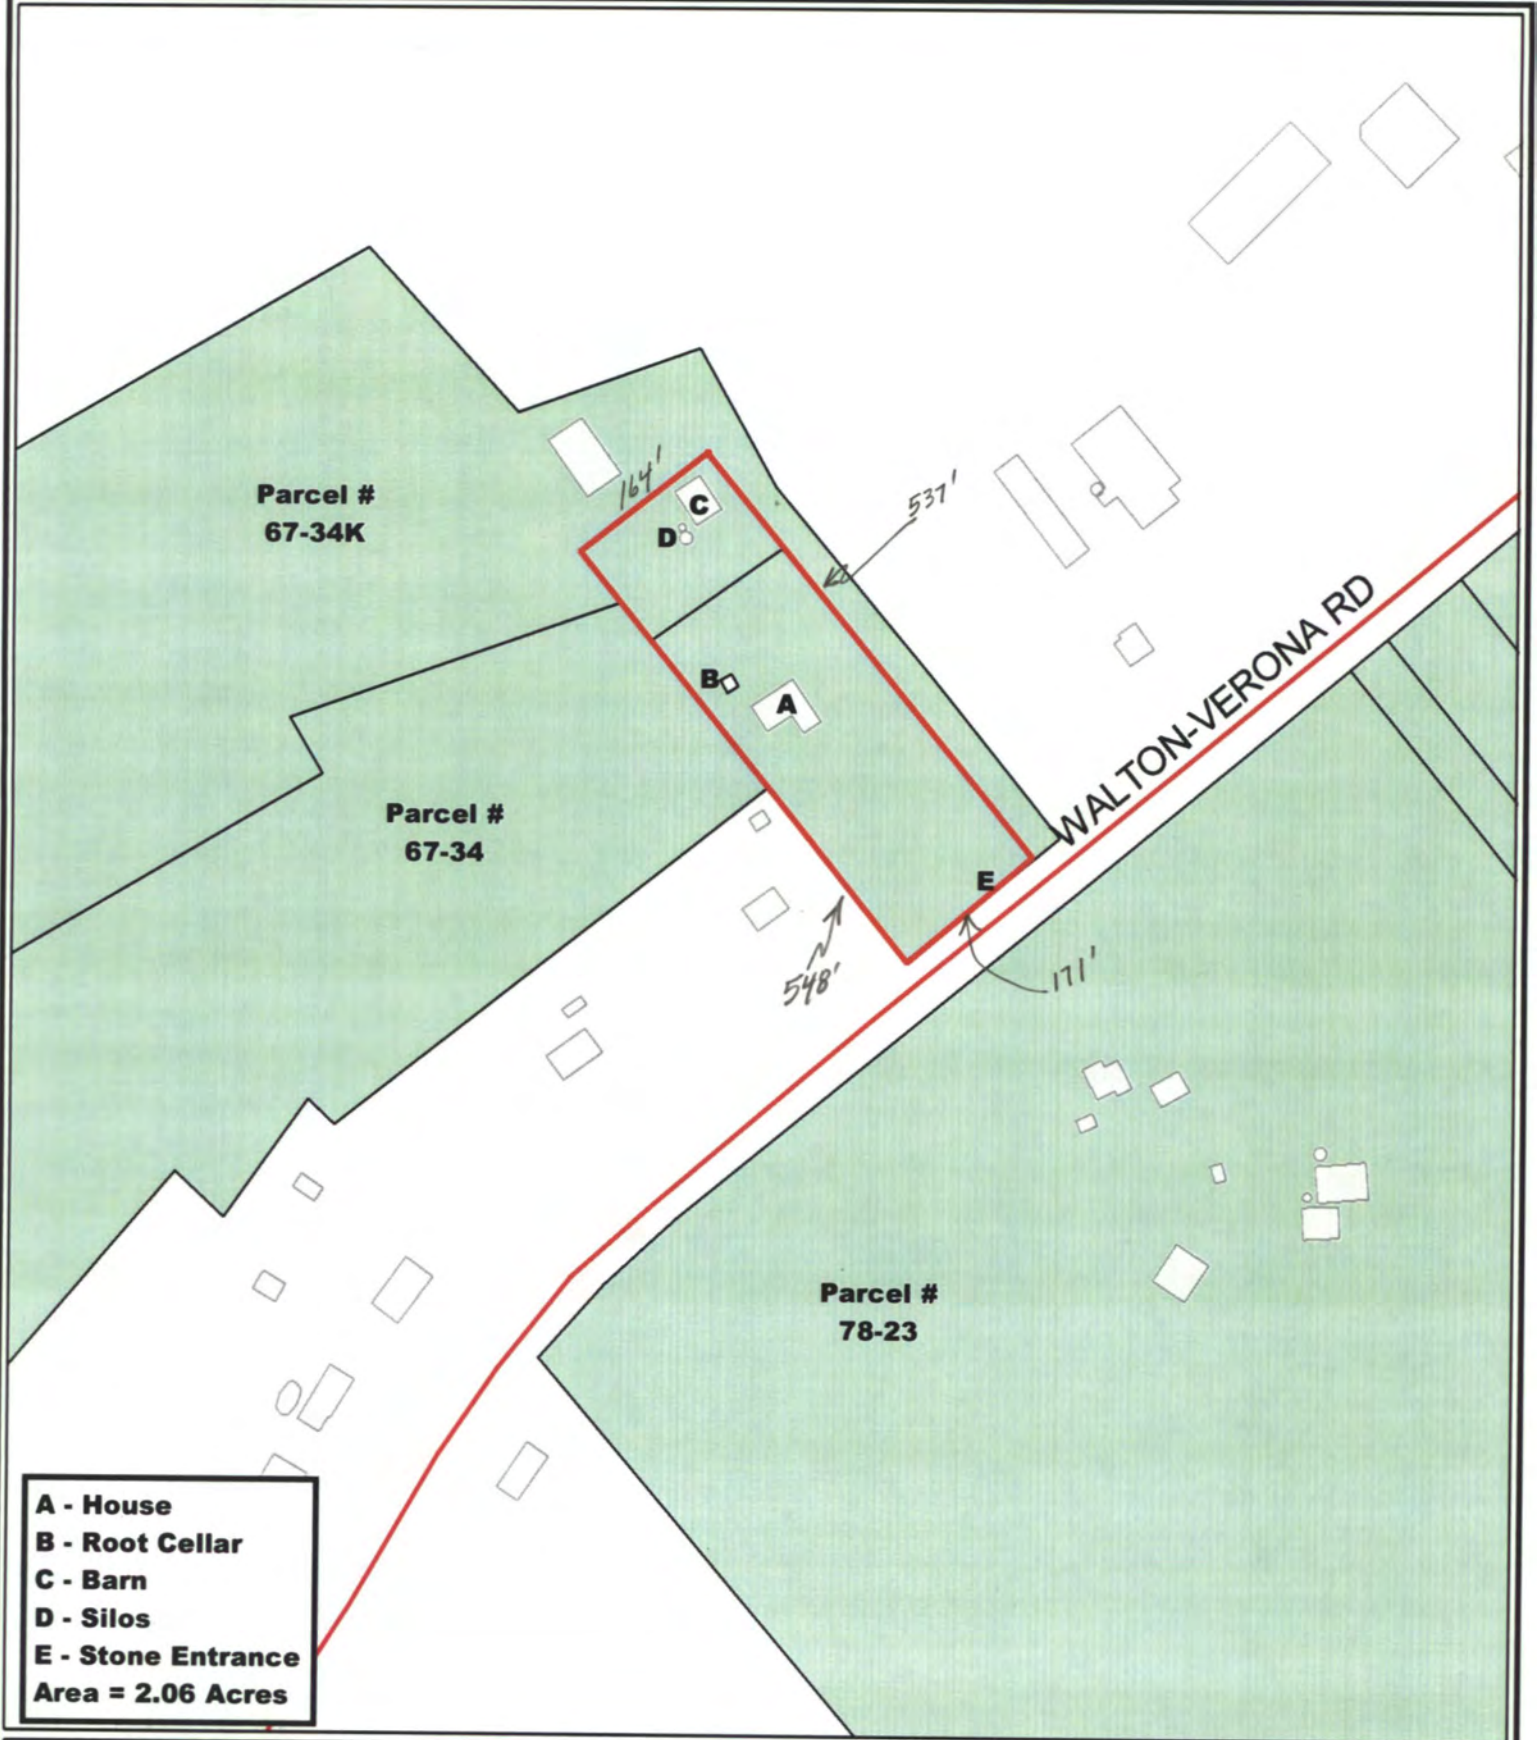 Parcel #
67-34K
164'
C
D
537'
B
A
WALTON-VERONA RD
Parcel #
67-34
E
548'
171'
Parcel #
78-23
A - House
B - Root Cellar
C - Barn
D - Silos
E - Stone Entrance
Area = 2.06 Acres